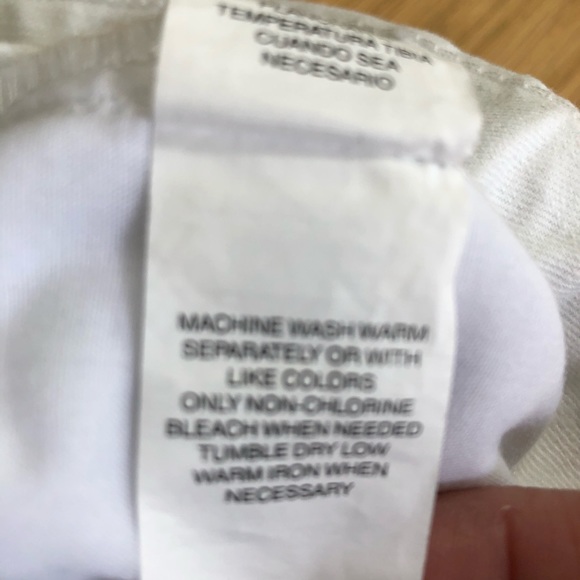 TEMPERATURA TIBIA
CUANDO SEA
NECESARIO
MACHINE WASH WARM
SEPARATELY OR WITH
LIKE COLORS
ONLY NON-CHLORINE
BLEACH WHEN NEEDED
TUMBLE DRY LOW
WARM IRON WHEN
NECESSARY